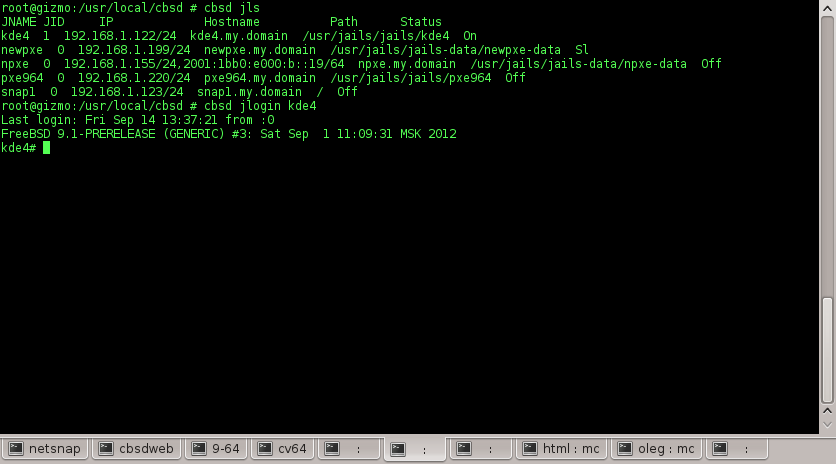 root@gizmo:/usr/local/cbsd # cbsd jls
JNAME JID     IP             Hostname          Path      Status
kde4  1  192.168.1.122/24  kde4.my.domain  /usr/jails/jails/kde4  On
newpxe  0  192.168.1.199/24  newpxe.my.domain  /usr/jails/jails-data/newpxe-data  Sl
npxe  0  192.168.1.155/24,2001:1bb0:e000:b::19/64  npxe.my.domain  /usr/jails/jails-data/npxe-data  Off
pxe964  0  192.168.1.220/24  pxe964.my.domain  /usr/jails/jails/pxe964  Off
snap1  0  192.168.1.123/24  snap1.my.domain  /  Off
root@gizmo:/usr/local/cbsd # cbsd jlogin kde4
Last login: Fri Sep 14 13:37:21 from :0
FreeBSD 9.1-PRERELEASE (GENERIC) #3: Sat Sep  1 11:09:31 MSK 2012
kde4#
netsnap cbsdweb 9-64 cv64 : : : html : mc oleg : mc :